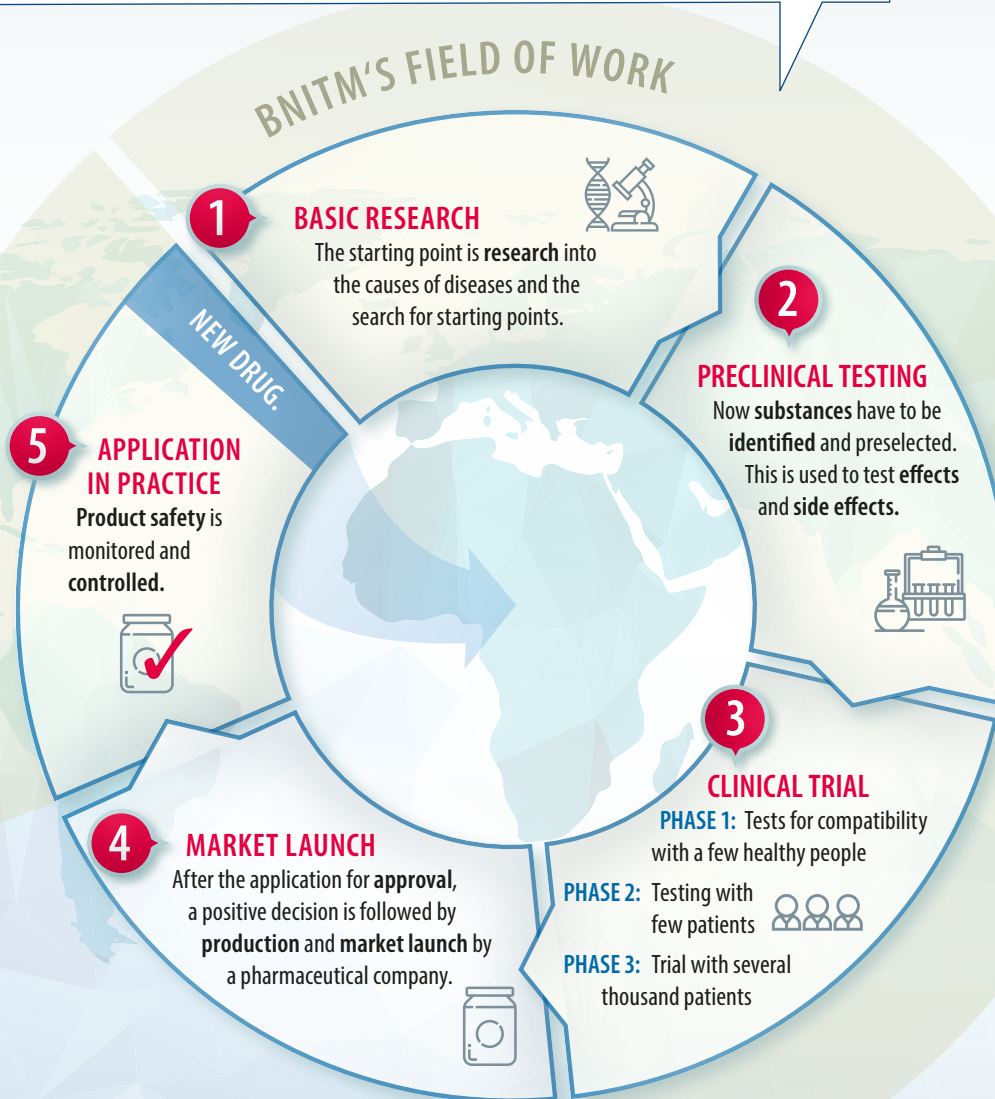 BNITM‘S FIELD OF WORK
1
BASIC RESEARCH
The starting point is research into
the causes of diseases and the
search for starting points.
2
PRECLINICAL TESTING
Now substances have to be
identified and preselected.
This is used to test effects
and side effects.
3
CLINICAL TRIAL
PHASE 1: Tests for compatibility
with a few healthy people
PHASE 2: Testing with
few patients
PHASE 3: Trial with several
thousand patients
4
MARKET LAUNCH
After the application for approval,
a positive decision is followed by
production and market launch by
a pharmaceutical company.
5
APPLICATION
IN PRACTICE
Product safety is
monitored and
controlled.
NEW DRUG.